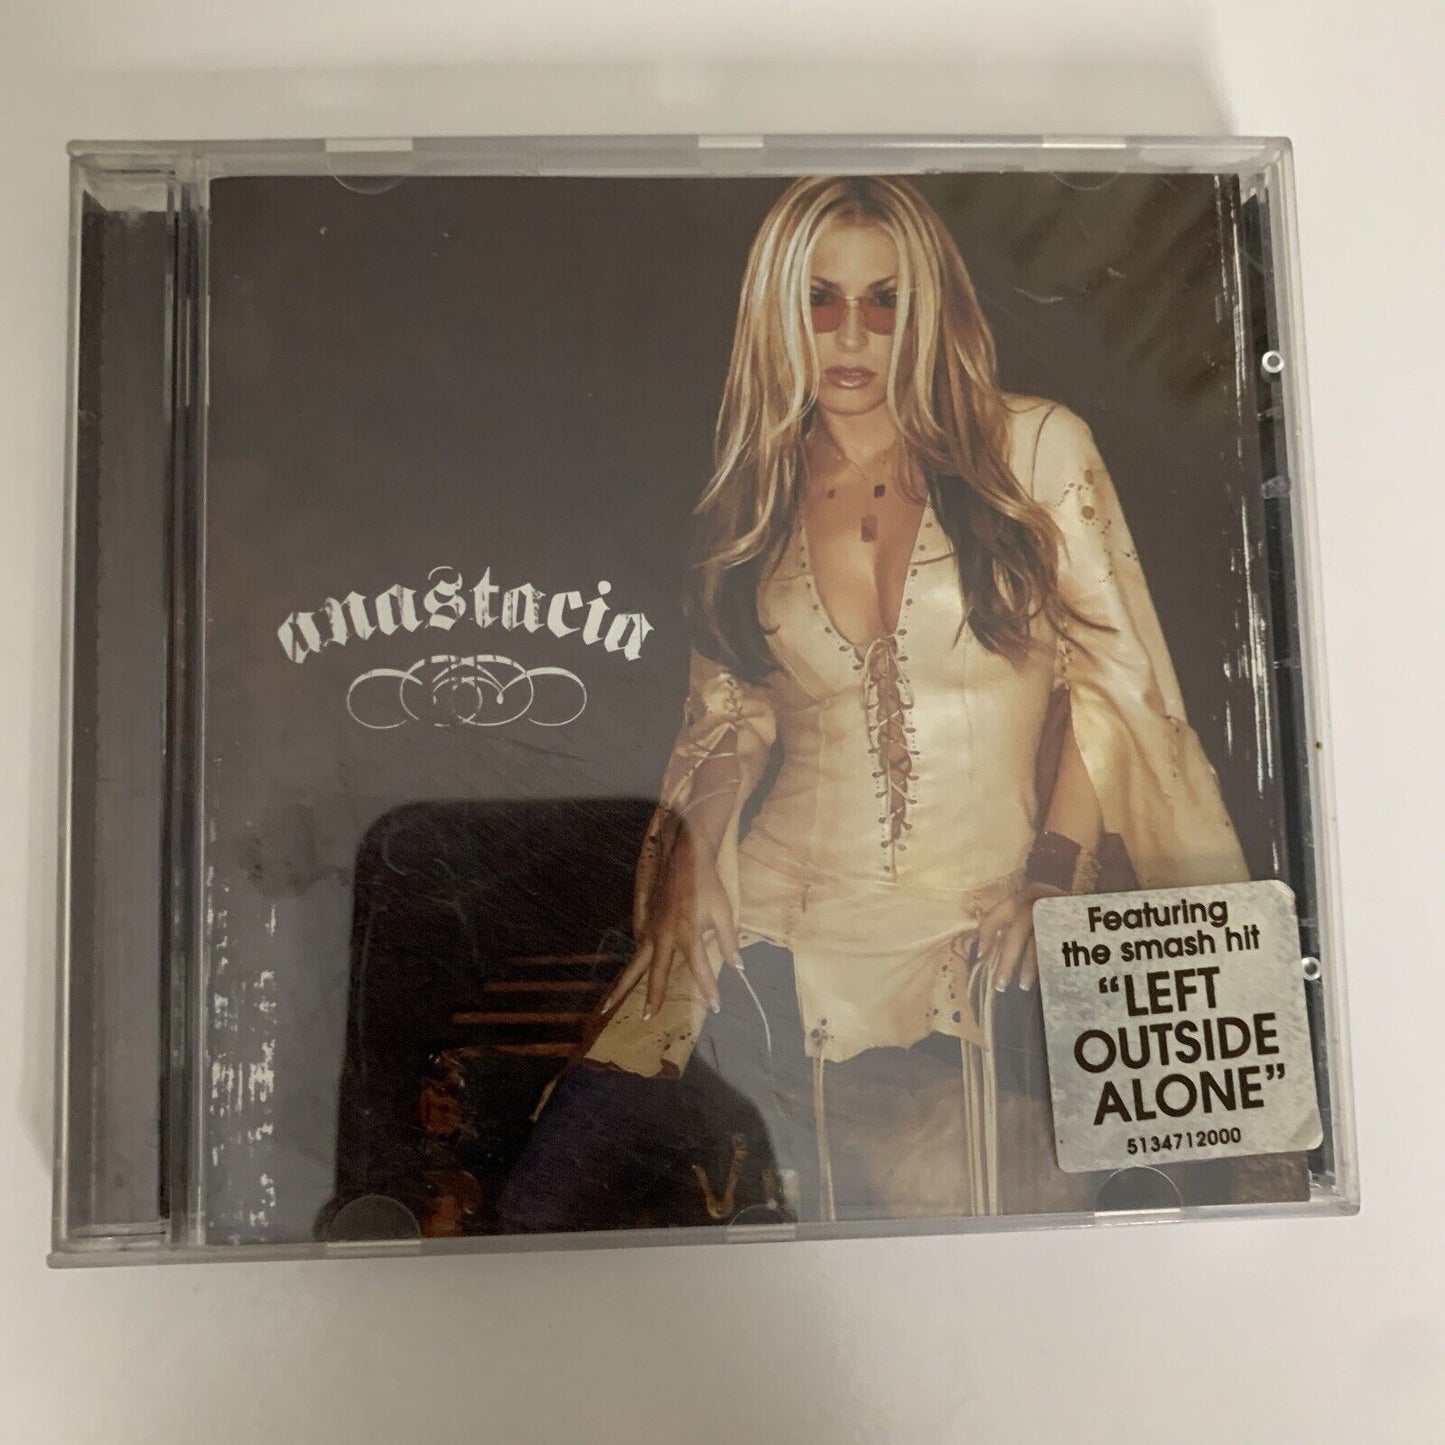 anastacia
Featuring
the smash hit
“LEFT
OUTSIDE
ALONE”
5134712000